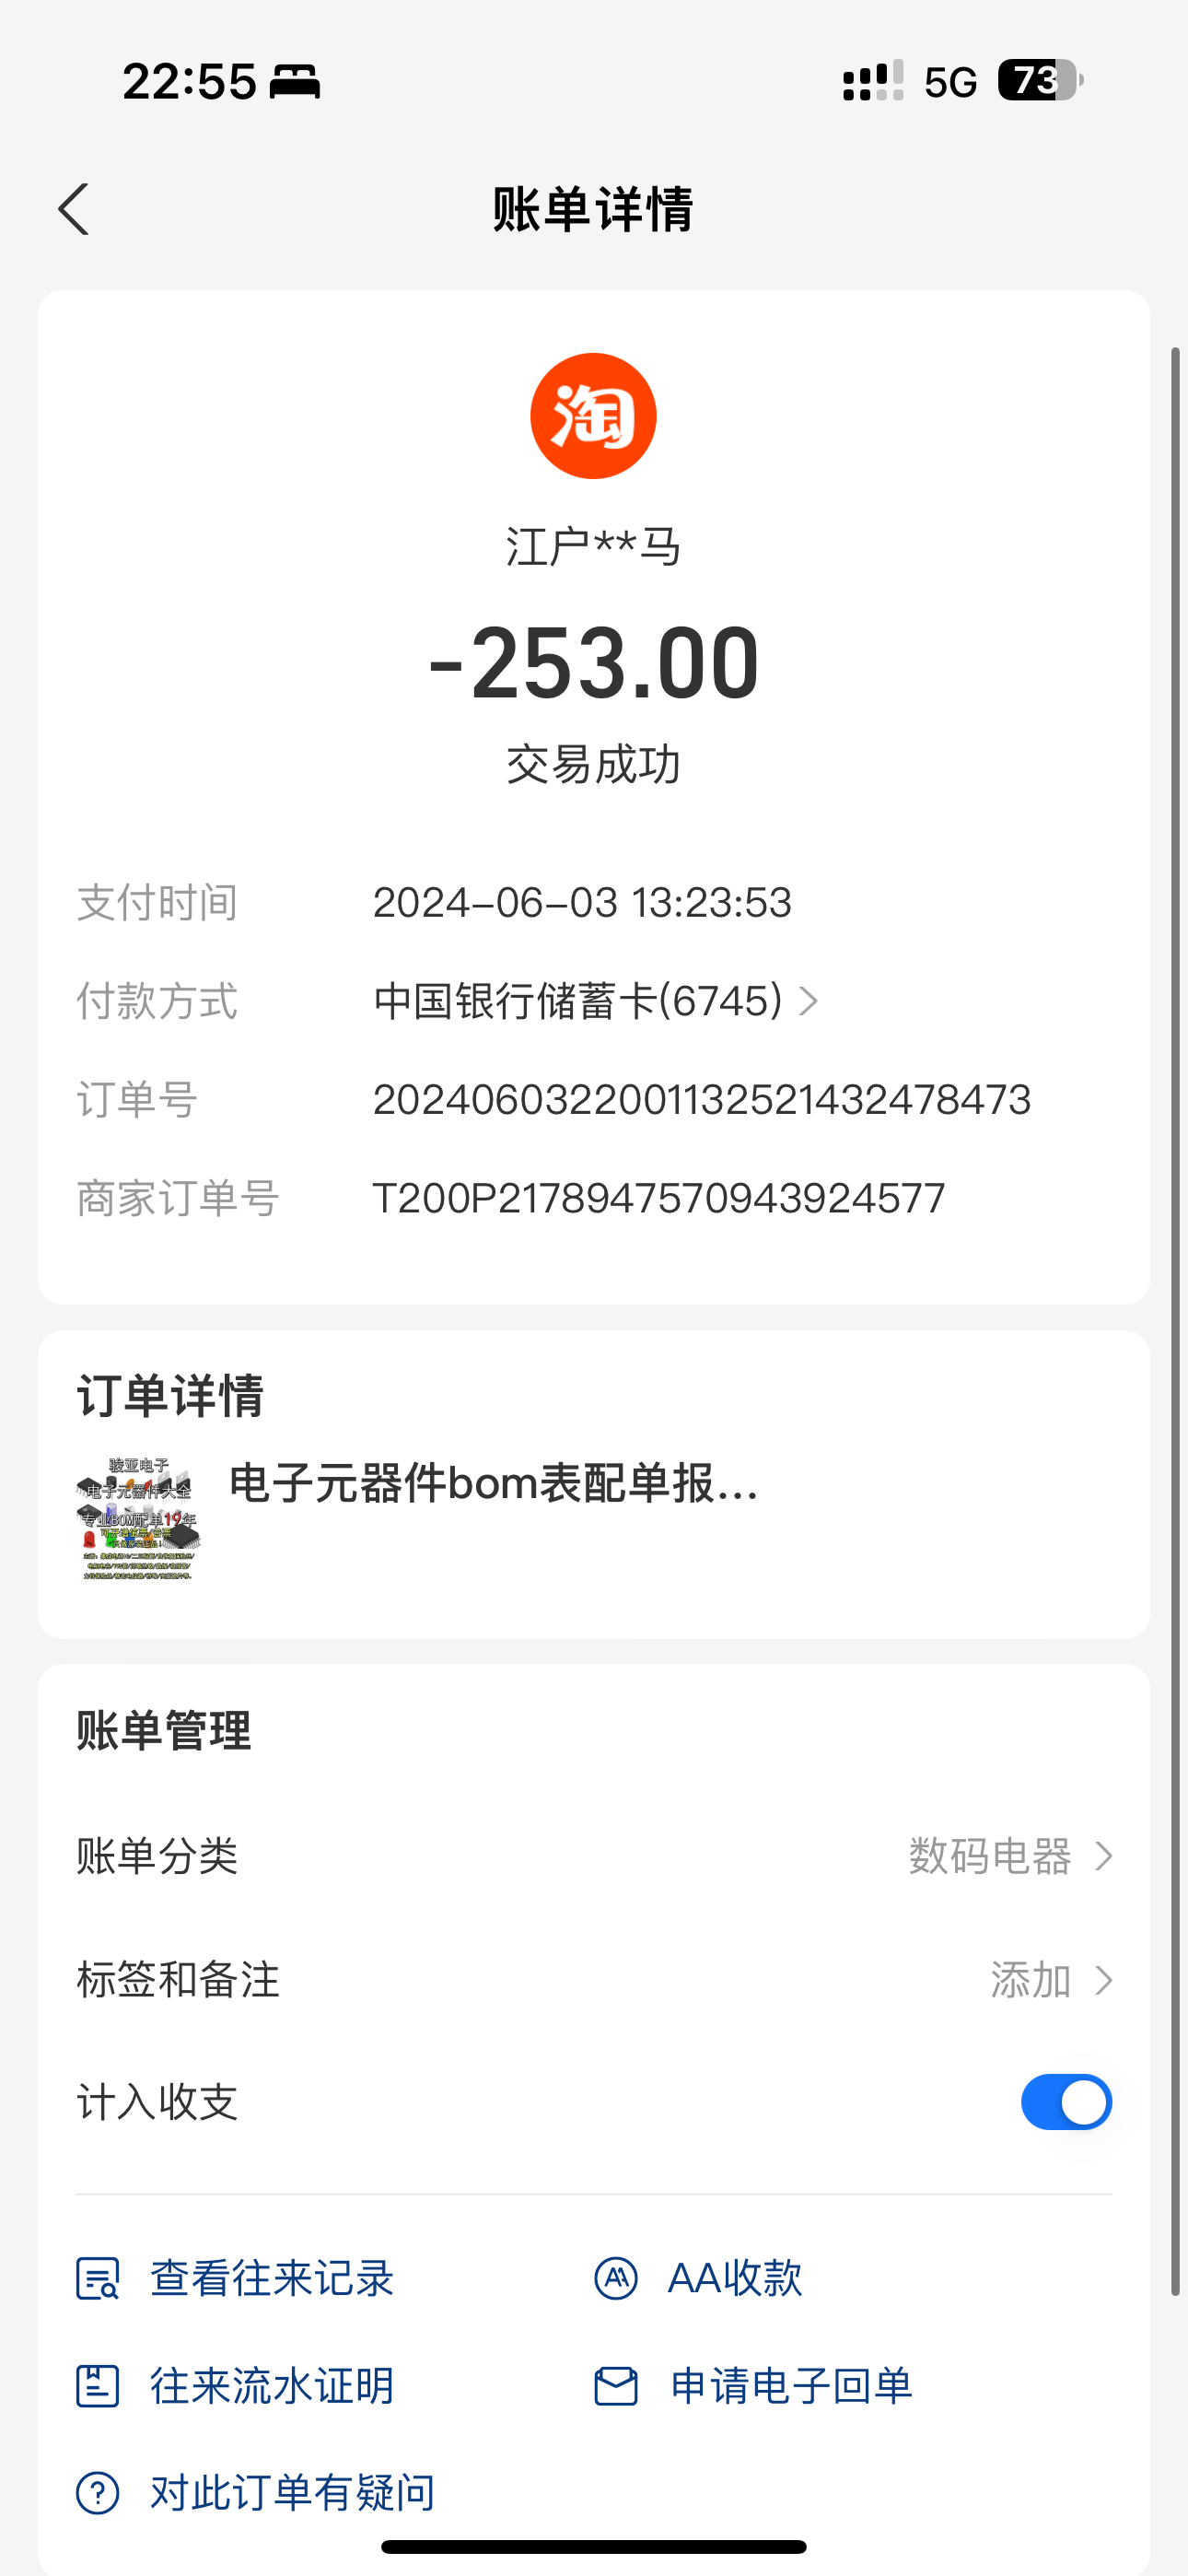 22:55 5G 73
账单详情
淘
江户**马
-253.00
交易成功
支付时间 2024-06-03 13:23:53
付款方式 中国银行储蓄卡(6745)
订单号 2024060322001132521432478473
商家订单号 T200P2178947570943924577
订单详情
骏亚电子
电子元器件大全
专业BOM配单19年
电子元器件bom表配单报...
账单管理
账单分类 数码电器
标签和备注 添加
计入收支
查看往来记录 AA收款
往来流水证明 申请电子回单
对此订单有疑问